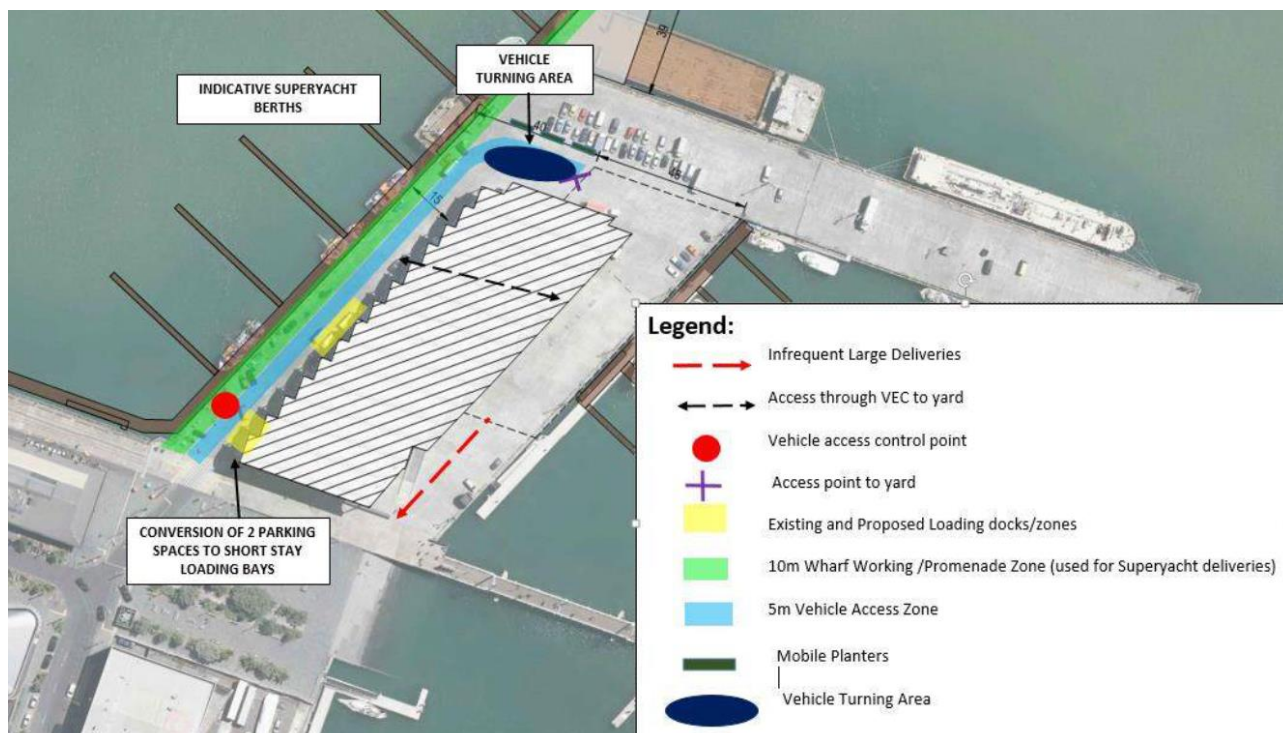 VEHICLE
TURNING AREA
INDICATIVE SUPERYACHT
BERTHS
39
40
48
15
CONVERSION OF 2 PARKING
SPACES TO SHORT STAY
LOADING BAYS
Legend:
Infrequent Large Deliveries
Access through VEC to yard
Vehicle access control point
Access point to yard
Existing and Proposed Loading docks/zones
10m Wharf Working /Promenade Zone (used for Superyacht deliveries)
5m Vehicle Access Zone
Mobile Planters
Vehicle Turning Area